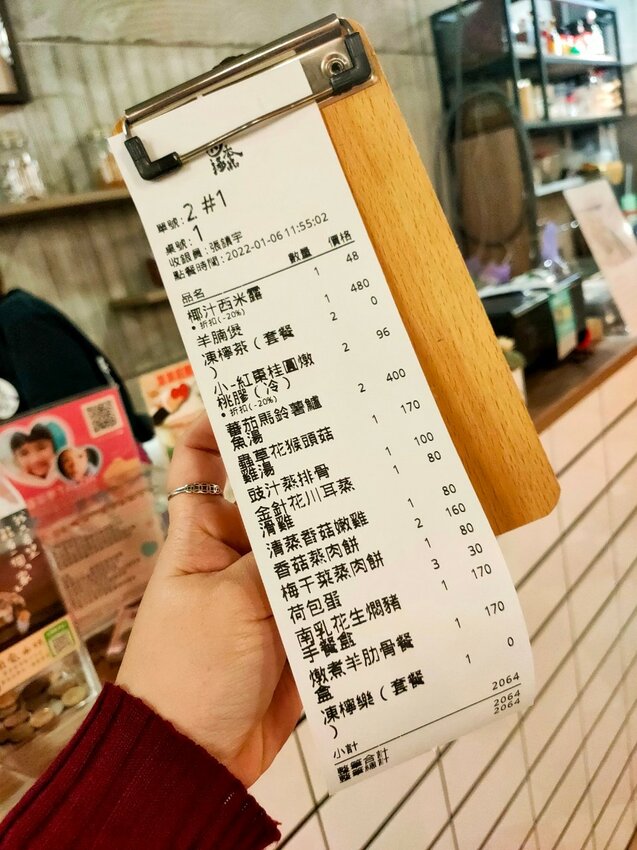 單號: 2 #1
桌號: 1
收銀員: 張鎮宇
點餐時間: 2022-01-06 11:55:02
品名 數量 價格
椰汁西米露 1 48
• 折扣(-20%)
羊腩煲 1 480
凍檸茶（套餐 2 0
）
小-紅棗桂圓燉 2 96
桃膠（冷）
• 折扣(-20%)
蕃茄馬鈴薯鱸 2 400
魚湯
蟲草花猴頭菇 1 170
雞湯
豉汁蒸排骨 1 100
金針花川耳蒸 1 80
滑雞
清蒸香菇嫩雞 1 80
香菇蒸肉餅 2 160
梅干菜蒸肉餅 1 80
荷包蛋 3 30
南乳花生燜豬 1 170
手餐盒
燉煮羊肋骨餐 1 170
盒
凍檸樂（套餐 1 0
）
小計 2064
2064
2064